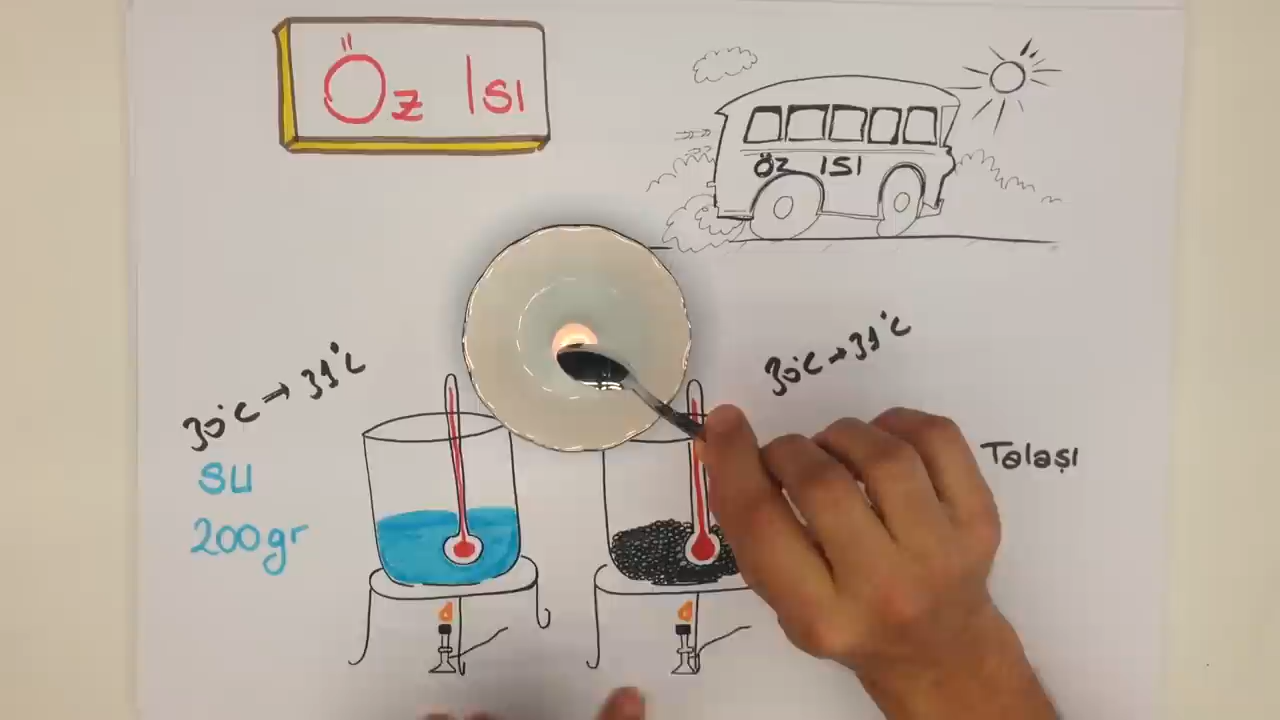 Öz Isı
ÖZ ISI
30°C → 31°C
30°C → 31°C
SU
200gr
Talaşı